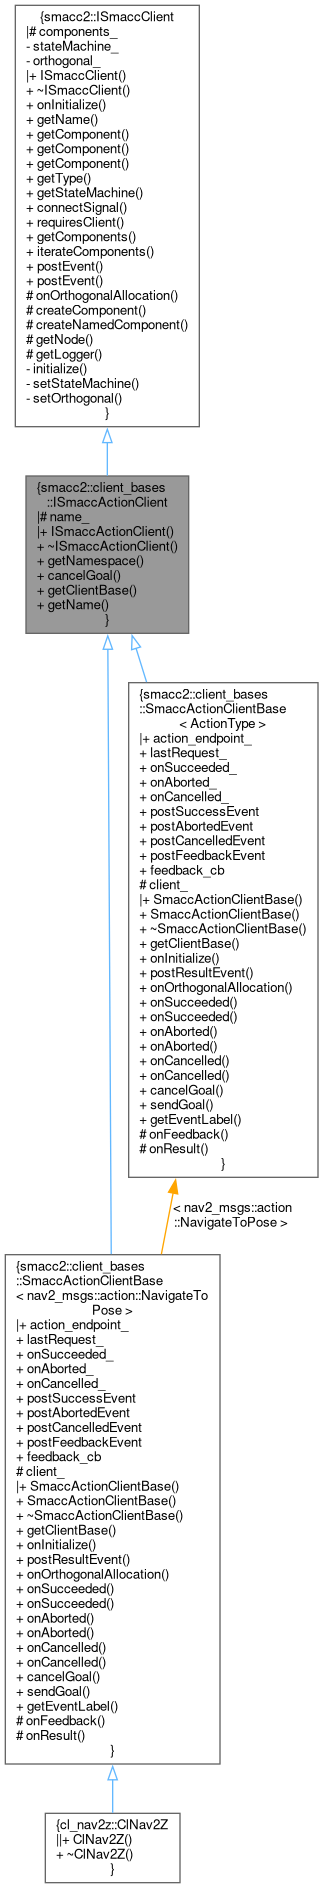 {smacc2::ISmaccClient
|# components_
- stateMachine_
- orthogonal_
|+ ISmaccClient()
+ ~ISmaccClient()
+ onInitialize()
+ getName()
+ getComponent()
+ getComponent()
+ getComponent()
+ getType()
+ getStateMachine()
+ connectSignal()
+ requiresClient()
+ getComponents()
+ iterateComponents()
+ postEvent()
+ postEvent()
# onOrthogonalAllocation()
# createComponent()
# createNamedComponent()
# getNode()
# getLogger()
- initialize()
- setStateMachine()
- setOrthogonal()
}
{smacc2::client_bases
::ISmaccActionClient
|# name_
|+ ISmaccActionClient()
+ ~ISmaccActionClient()
+ getNamespace()
+ cancelGoal()
+ getClientBase()
+ getName()
}
{smacc2::client_bases
::SmaccActionClientBase
< ActionType >
|+ action_endpoint_
+ lastRequest_
+ onSucceeded_
+ onAborted_
+ onCancelled_
+ postSuccessEvent
+ postAbortedEvent
+ postCancelledEvent
+ postFeedbackEvent
+ feedback_cb
# client_
|+ SmaccActionClientBase()
+ SmaccActionClientBase()
+ ~SmaccActionClientBase()
+ getClientBase()
+ onInitialize()
+ postResultEvent()
+ onOrthogonalAllocation()
+ onSucceeded()
+ onSucceeded()
+ onAborted()
+ onAborted()
+ onCancelled()
+ onCancelled()
+ cancelGoal()
+ sendGoal()
+ getEventLabel()
# onFeedback()
# onResult()
}
< nav2_msgs::action
::NavigateToPose >
{smacc2::client_bases
::SmaccActionClientBase
< nav2_msgs::action::NavigateTo
Pose >
|+ action_endpoint_
+ lastRequest_
+ onSucceeded_
+ onAborted_
+ onCancelled_
+ postSuccessEvent
+ postAbortedEvent
+ postCancelledEvent
+ postFeedbackEvent
+ feedback_cb
# client_
|+ SmaccActionClientBase()
+ SmaccActionClientBase()
+ ~SmaccActionClientBase()
+ getClientBase()
+ onInitialize()
+ postResultEvent()
+ onOrthogonalAllocation()
+ onSucceeded()
+ onSucceeded()
+ onAborted()
+ onAborted()
+ onCancelled()
+ onCancelled()
+ cancelGoal()
+ sendGoal()
+ getEventLabel()
# onFeedback()
# onResult()
}
{cl_nav2z::ClNav2Z
||+ ClNav2Z()
+ ~ClNav2Z()
}